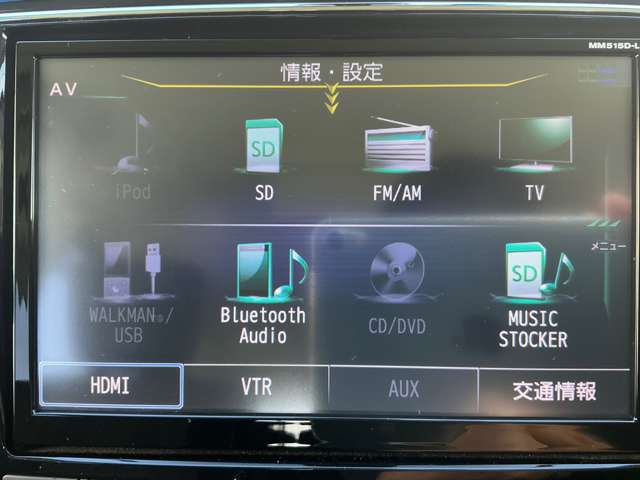 MM515D-L
情報・設定
AV
iPod
SD
SD
FM/AM
TV
メニュー
WALKMAN®/
USB
Bluetooth
Audio
CD/DVD
SD
MUSIC
STOCKER
HDMI
VTR
AUX
交通情報